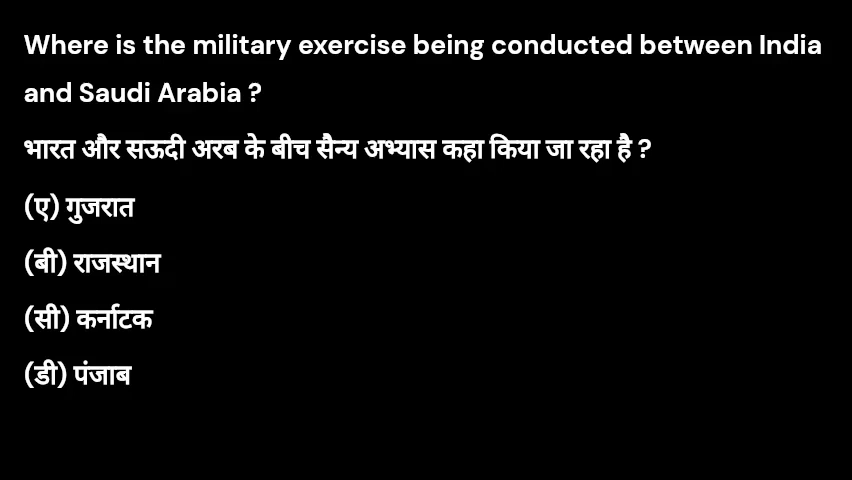 Where is the military exercise being conducted between India
and Saudi Arabia ?
भारत और सऊदी अरब के बीच सैन्य अभ्यास कहा किया जा रहा है ?
(ए) गुजरात
(बी) राजस्थान
(सी) कर्नाटक
(डी) पंजाब